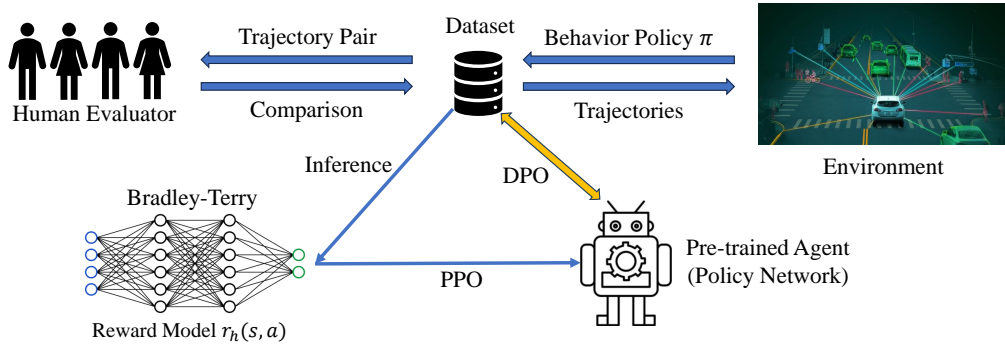 Trajectory Pair
Dataset
Behavior Policy π
Human Evaluator
Comparison
Trajectories
Environment
Inference
DPO
Bradley-Terry
Pre-trained Agent
(Policy Network)
PPO
Reward Model r_h(s, a)